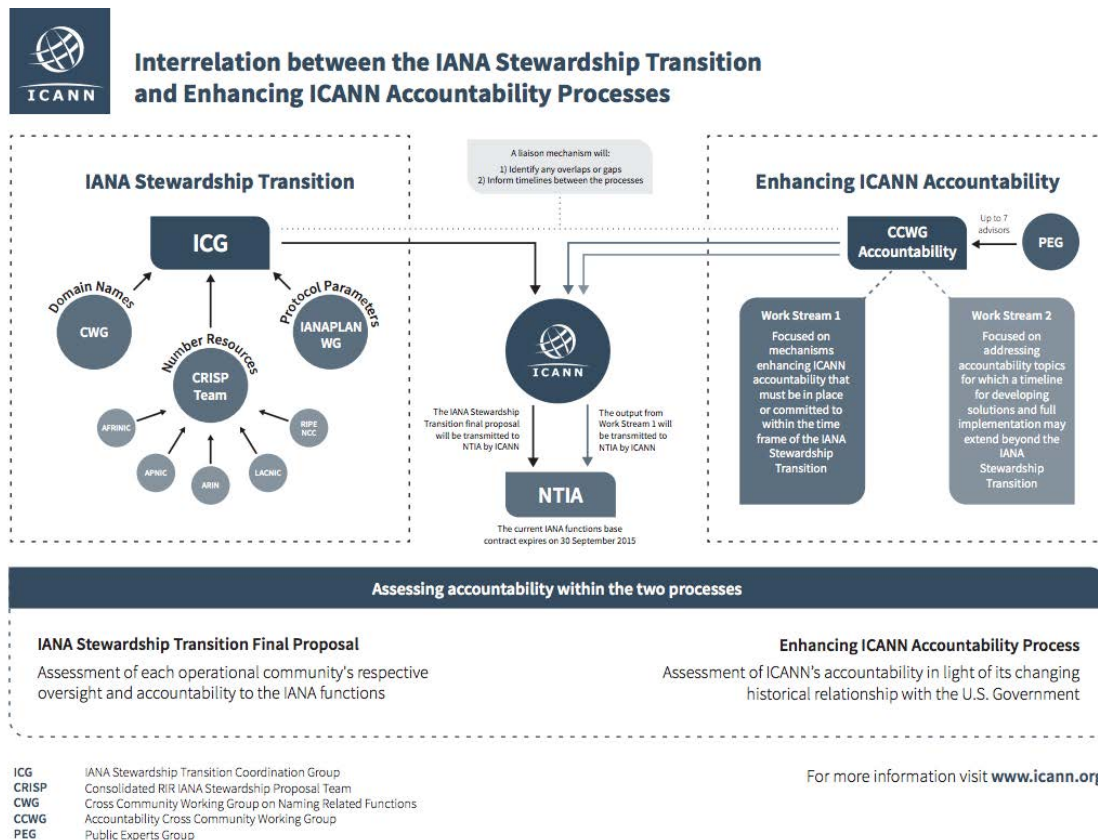 ICANN
Interrelation between the IANA Stewardship Transition
and Enhancing ICANN Accountability Processes
A liaison mechanism will:
1) Identify any overlaps or gaps
2) Inform timelines between the processes
IANA Stewardship Transition
ICG
Domain Names
CWG
Number Resources
CRISP
Team
Protocol Parameters
IANAPLAN
WG
AFRINIC
APNIC
ARIN
LACNIC
RIPE
NCC
ICANN
The IANA Stewardship
Transition final proposal
will be transmitted to
NTIA by ICANN
The output from
Work Stream 1 will
be transmitted to
NTIA by ICANN
NTIA
The current IANA functions base
contract expires on 30 September 2015
Enhancing ICANN Accountability
CCWG
Accountability
Up to 7
advisors
PEG
Work Stream 1
Focused on
mechanisms
enhancing ICANN
accountability that
must be in place
or committed to
within the time
frame of the IANA
Stewardship
Transition
Work Stream 2
Focused on
addressing
accountability topics
for which a timeline
for developing
solutions and full
implementation may
extend beyond the
IANA
Stewardship
Transition
Assessing accountability within the two processes
IANA Stewardship Transition Final Proposal
Assessment of each operational community's respective
oversight and accountability to the IANA functions
Enhancing ICANN Accountability Process
Assessment of ICANN's accountability in light of its changing
historical relationship with the U.S. Government
ICG IANA Stewardship Transition Coordination Group
CRISP Consolidated RIR IANA Stewardship Proposal Team
CWG Cross Community Working Group on Naming Related Functions
CCWG Accountability Cross Community Working Group
PEG Public Experts Group
For more information visit www.icann.org